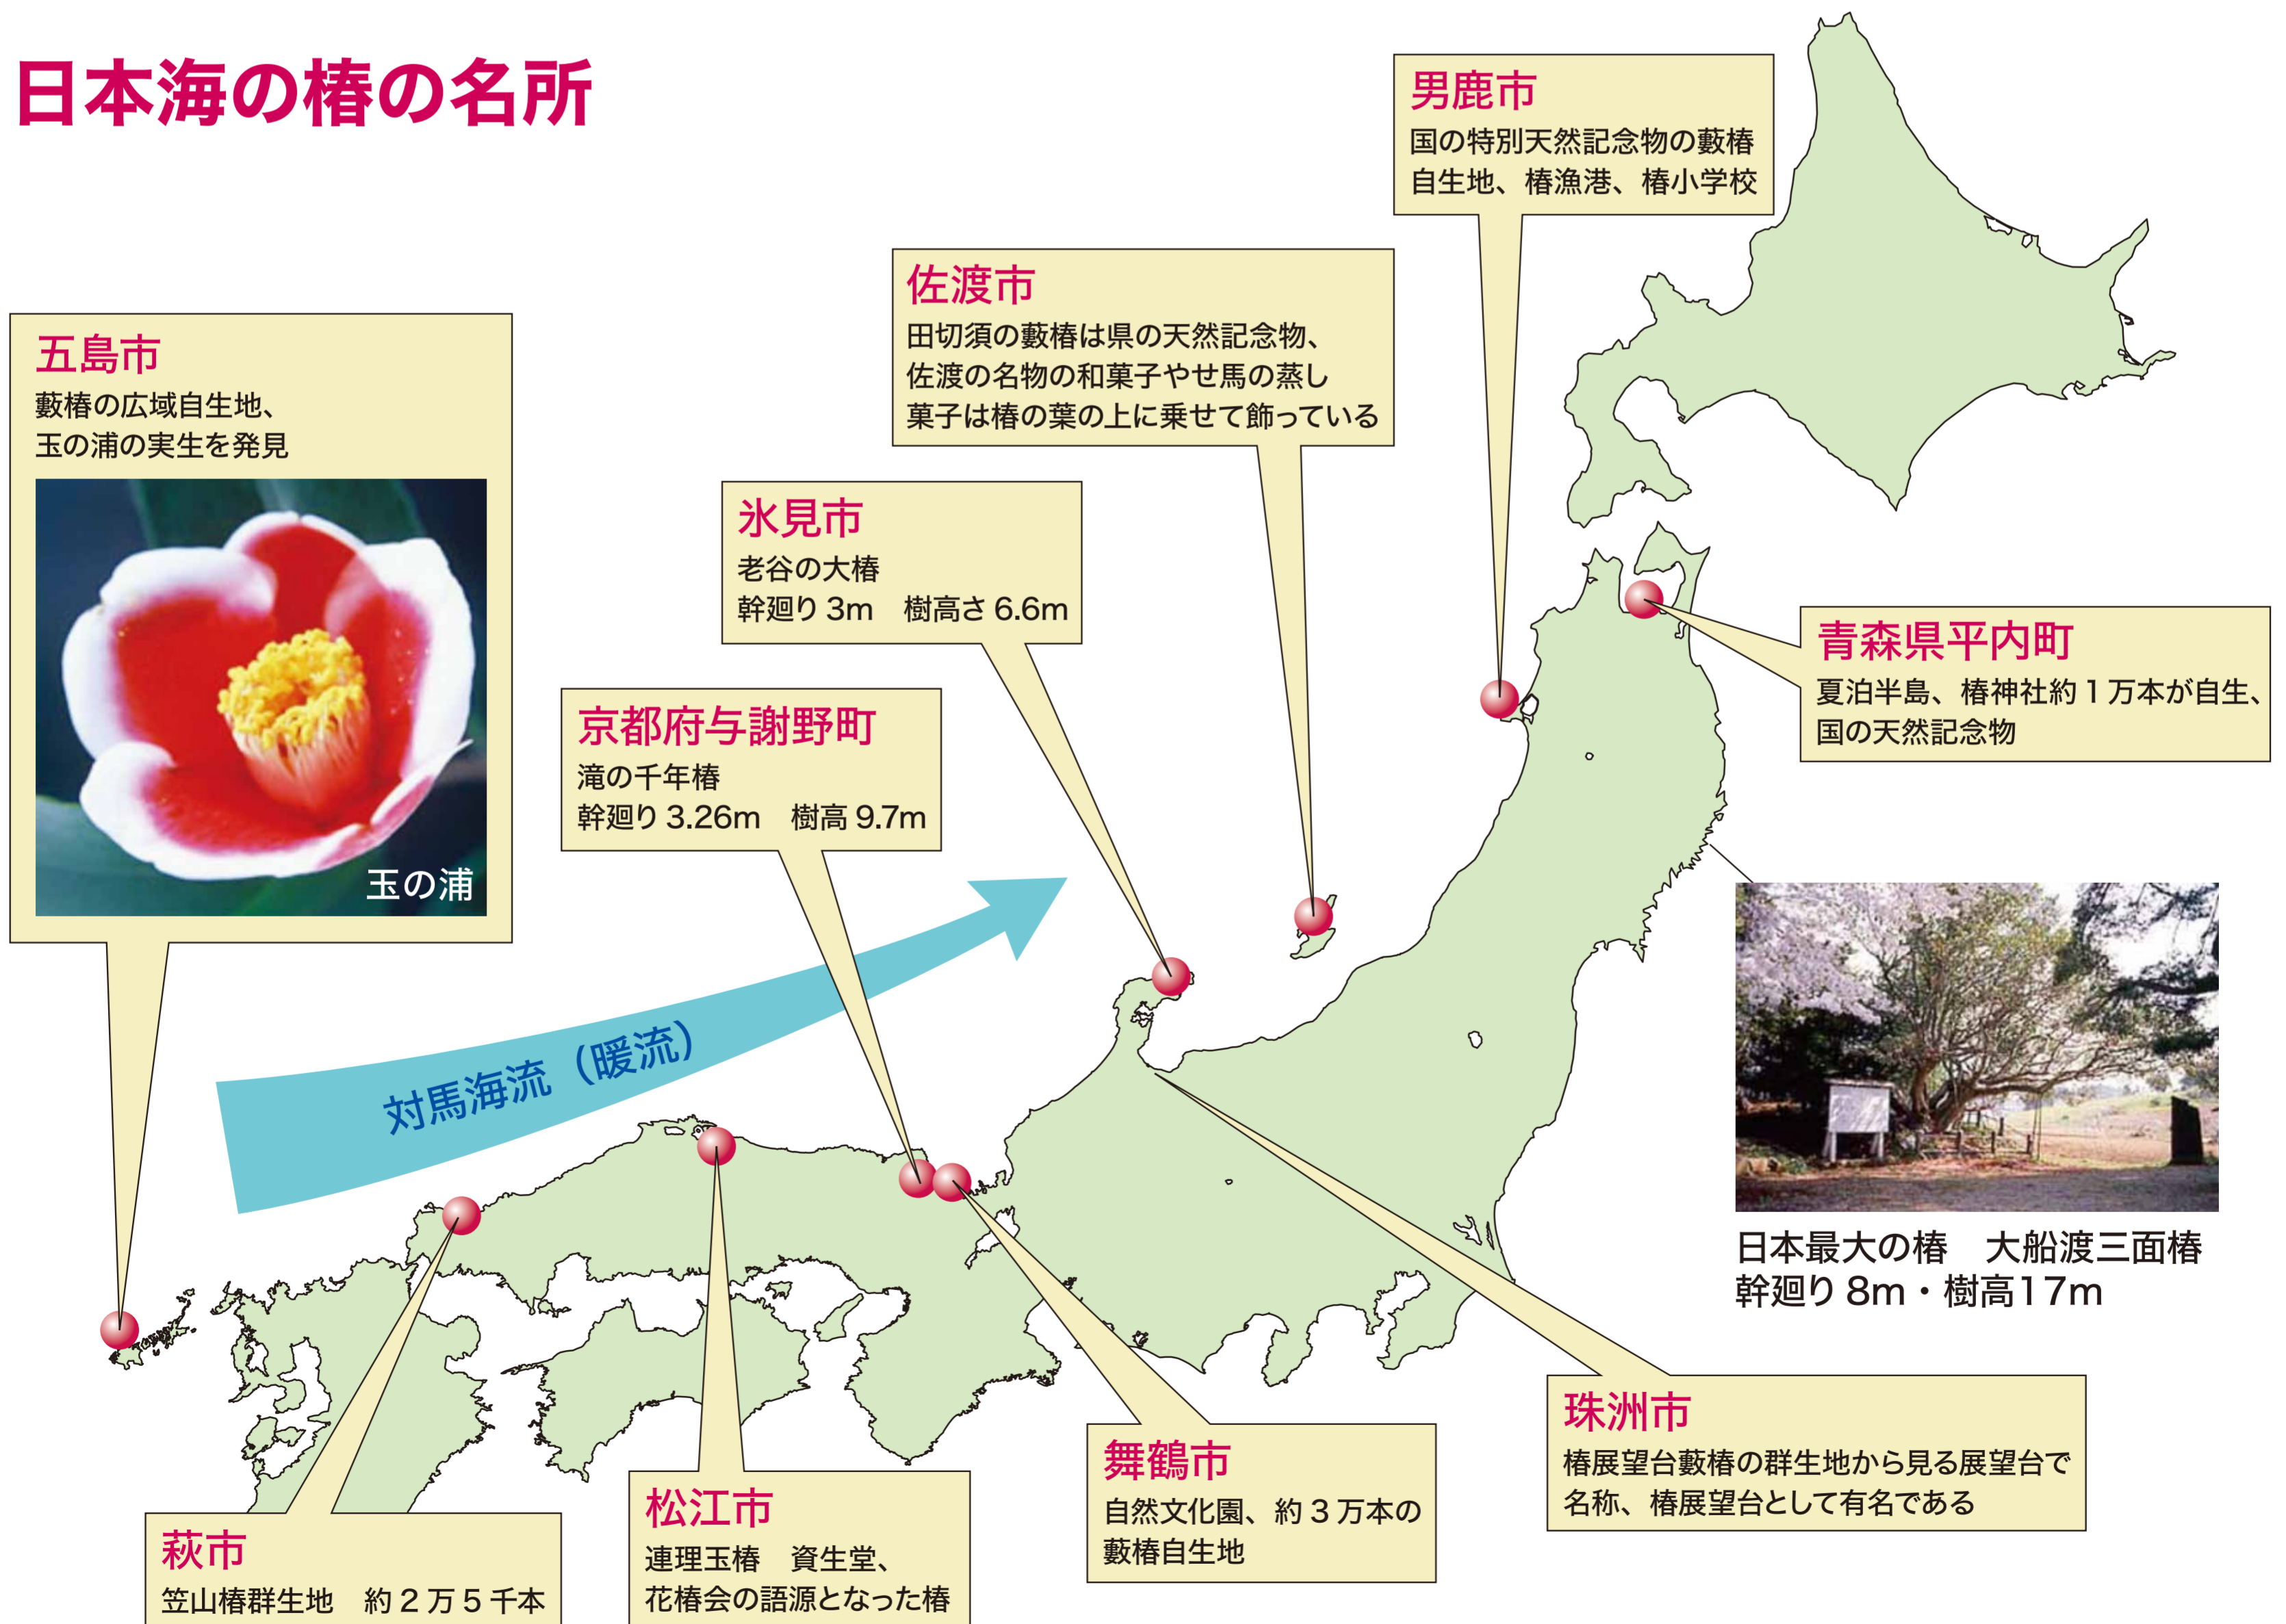 日本海の椿の名所
男鹿市
国の特別天然記念物の藪椿
自生地、椿漁港、椿小学校
佐渡市
田切須の藪椿は県の天然記念物、
佐渡の名物の和菓子やせ馬の蒸し
菓子は椿の葉の上に乗せて飾っている
五島市
藪椿の広域自生地、
玉の浦の実生を発見
玉の浦
氷見市
老谷の大椿
幹廻り3m 樹高さ6.6m
青森県平内町
夏泊半島、椿神社約1万本が自生、
国の天然記念物
京都府与謝野町
滝の千年椿
幹廻り3.26m 樹高9.7m
対馬海流（暖流）
日本最大の椿 大船渡三面椿
幹廻り8m・樹高17m
珠洲市
椿展望台藪椿の群生地から見る展望台で
名称、椿展望台として有名である
舞鶴市
自然文化園、約3万本の
藪椿自生地
松江市
連理玉椿 資生堂、
花椿会の語源となった椿
萩市
笠山椿群生地 約2万5千本